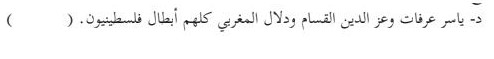 د- ياسر عرفات وعز الدين القسام ودلال المغربي كلهم أبطال فلسطينيون. (          )